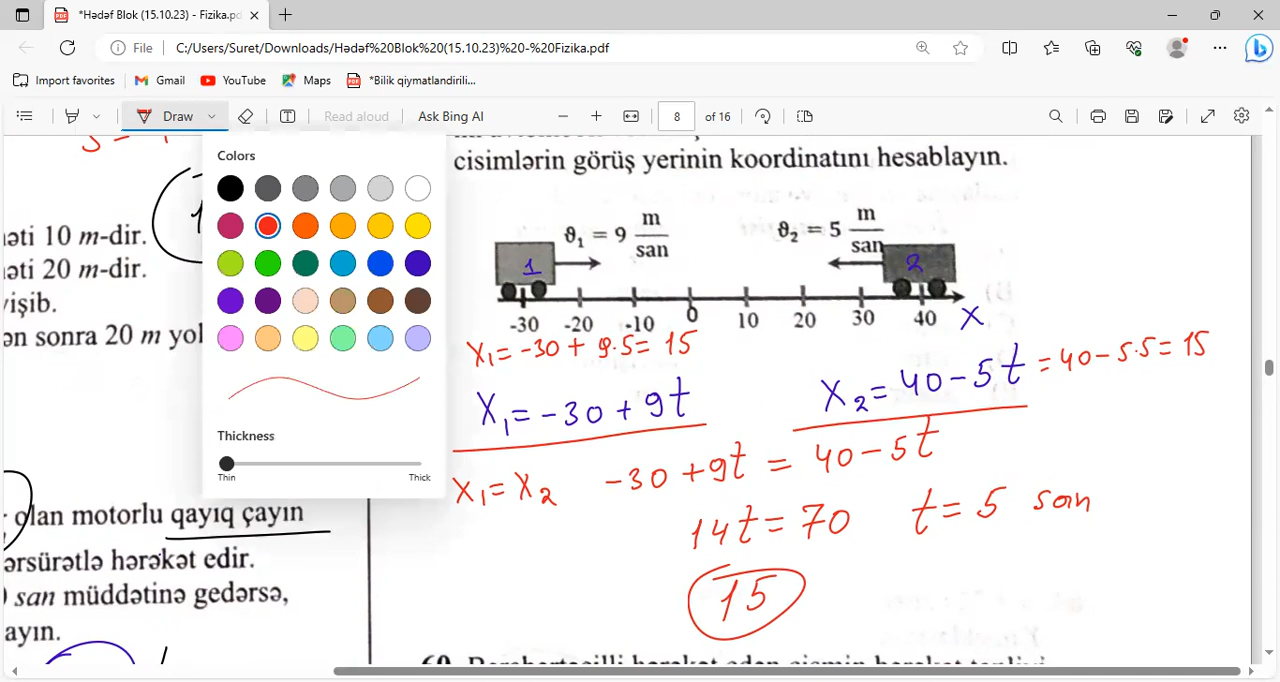 *Hədəf Blok (15.10.23) - Fizika.pd
File C:/Users/Suret/Downloads/Hədəf%20Blok%20(15.10.23)%20-%20Fizika.pdf
Import favorites Gmail YouTube Maps *Bilik qiymatlandirili...
Draw Read aloud Ask Bing AI 8 of 16
Colors
Thickness
Thin Thick
əti 10 m-dir.
əti 20 m-dir.
işib.
ən sonra 20 m yol
olan motorlu qayıq çayın
ərsürətlə hərəkət edir.
san müddətinə gedərsə,
ayın.
cisimlərin görüş yerinin koordinatını hesablayın.
ϑ₁ = 9 m/san ϑ₂ = 5 m/san
1 2
-30 -20 -10 0 10 20 30 40 X
X₁ = -30 + 9·5 = 15
X₁ = -30 + 9t X₂ = 40 - 5t = 40 - 5·5 = 15
X₁ = X₂ -30 + 9t = 40 - 5t
14t = 70 t = 5 san
15